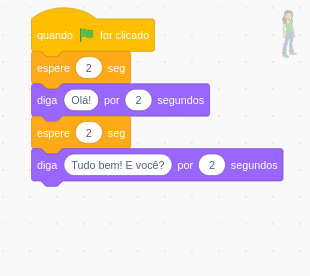 quando for clicado
espere 2 seg
diga Olá! por 2 segundos
espere 2 seg
diga Tudo bem! E você? por 2 segundos